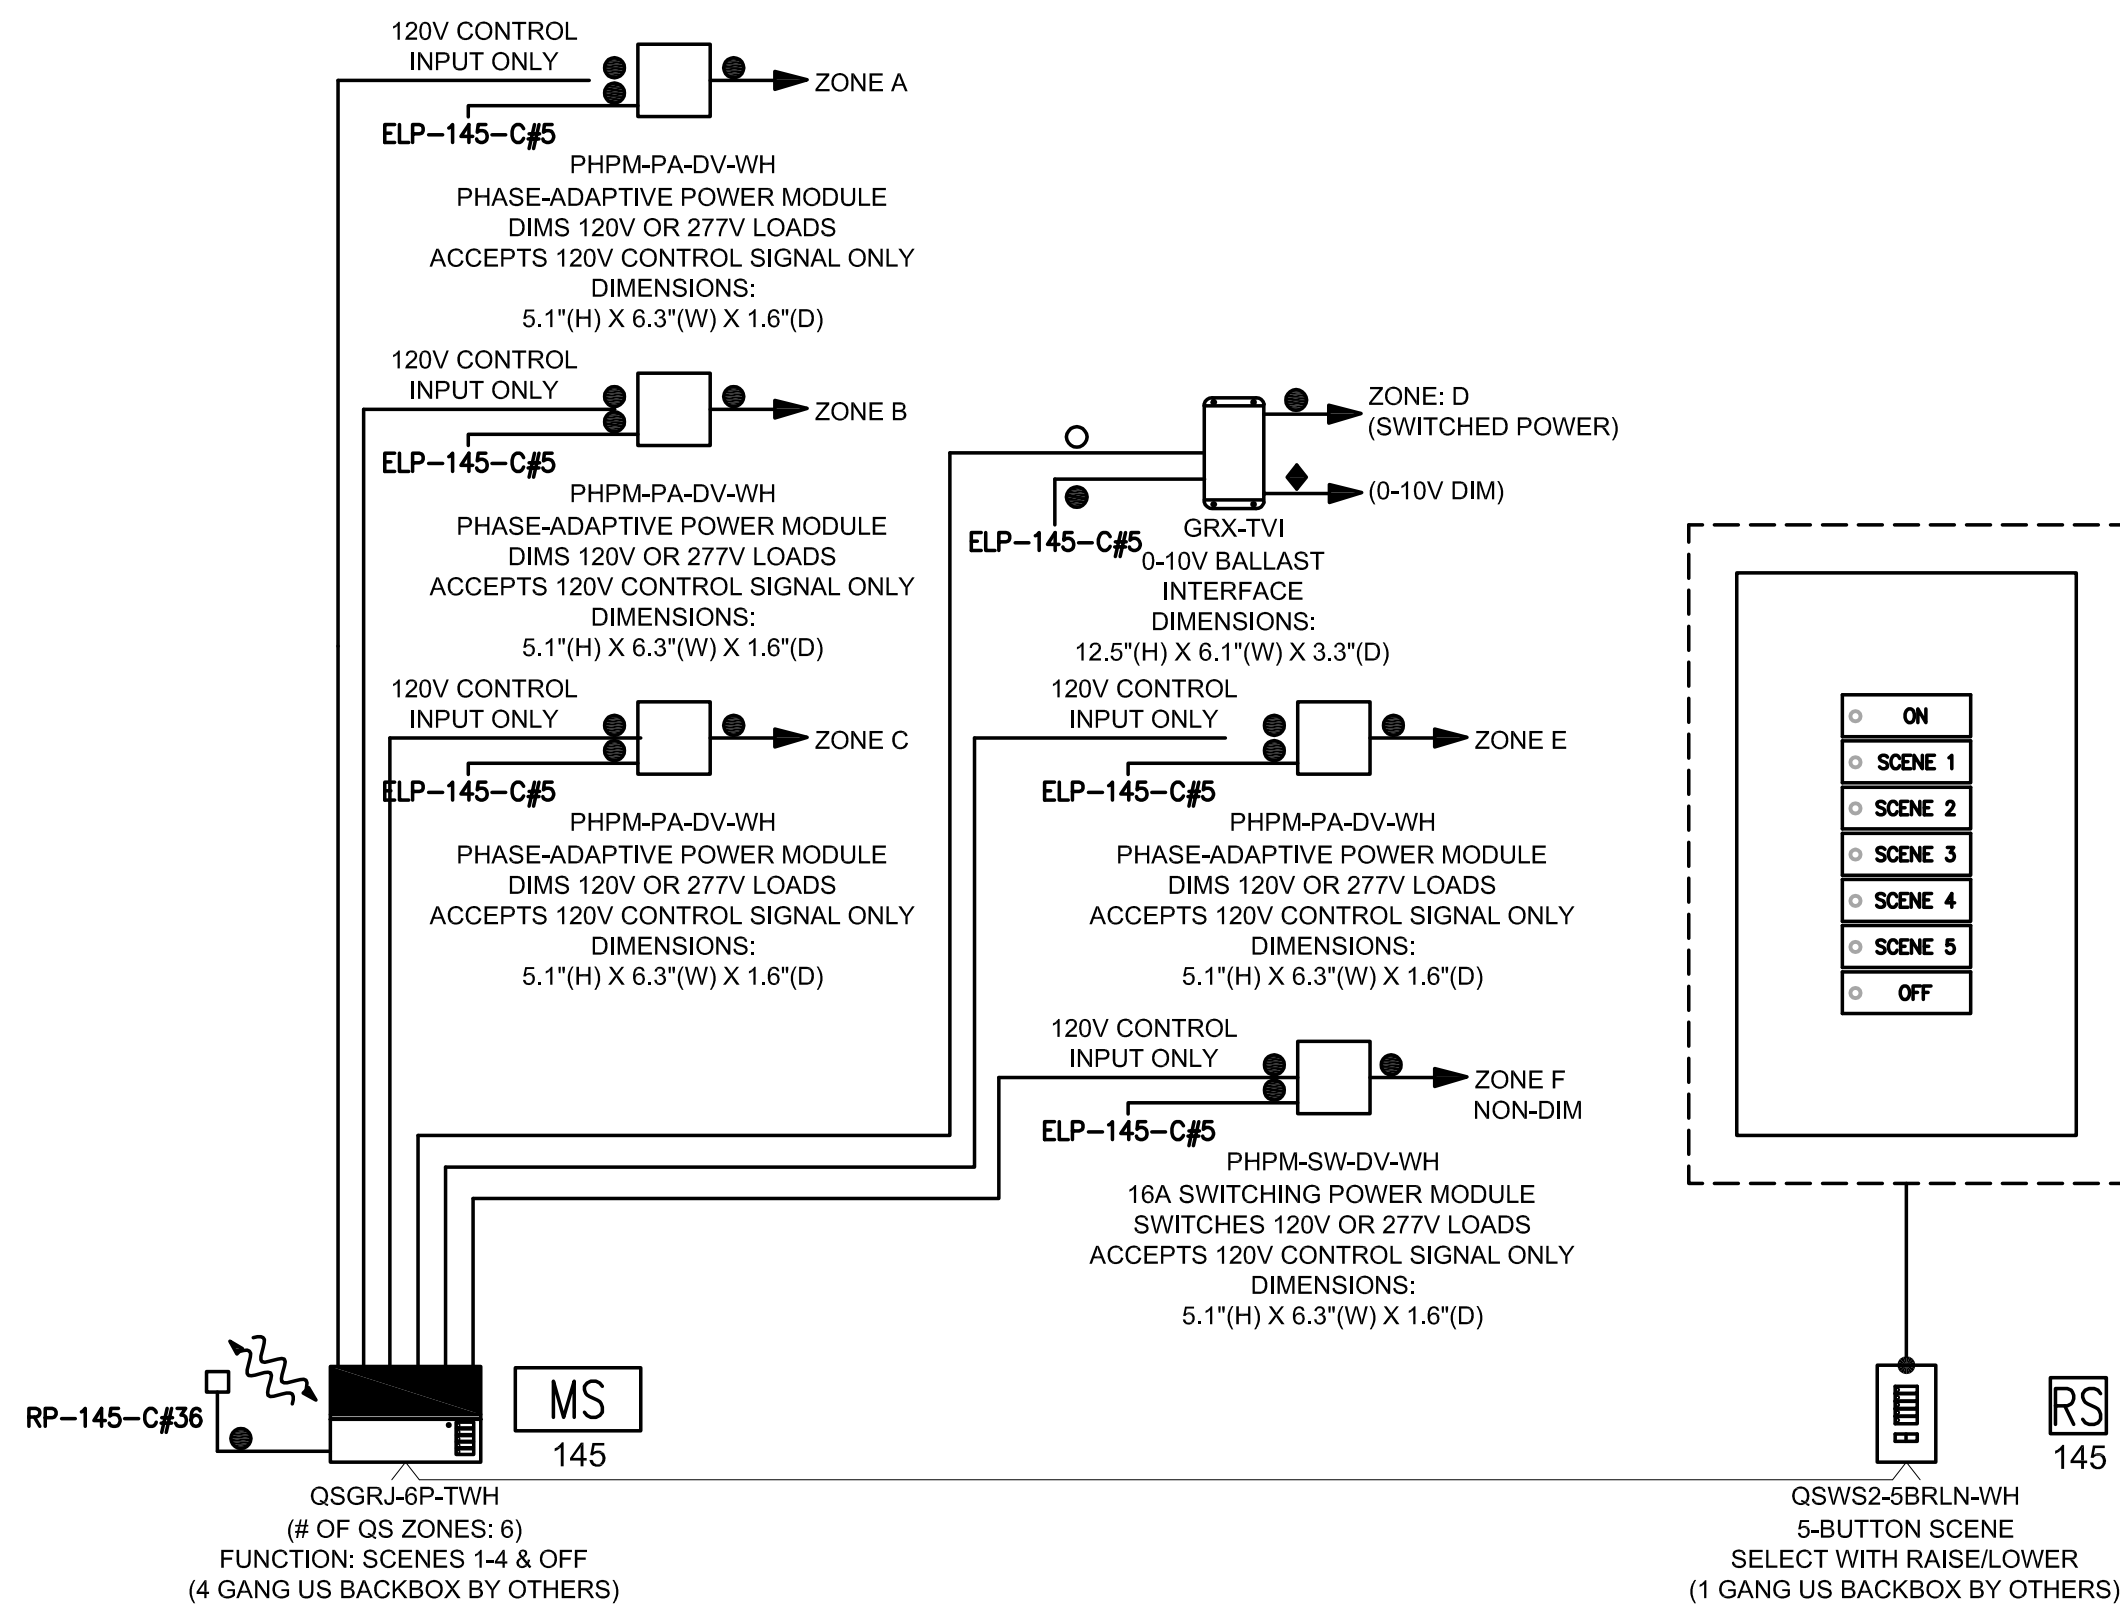 120V CONTROL
INPUT ONLY
ZONE A
ELP-145-C#5
PHPM-PA-DV-WH
PHASE-ADAPTIVE POWER MODULE
DIMS 120V OR 277V LOADS
ACCEPTS 120V CONTROL SIGNAL ONLY
DIMENSIONS:
5.1"(H) X 6.3"(W) X 1.6"(D)
120V CONTROL
INPUT ONLY
ZONE B
ELP-145-C#5
PHPM-PA-DV-WH
PHASE-ADAPTIVE POWER MODULE
DIMS 120V OR 277V LOADS
ACCEPTS 120V CONTROL SIGNAL ONLY
DIMENSIONS:
5.1"(H) X 6.3"(W) X 1.6"(D)
120V CONTROL
INPUT ONLY
ZONE C
ELP-145-C#5
PHPM-PA-DV-WH
PHASE-ADAPTIVE POWER MODULE
DIMS 120V OR 277V LOADS
ACCEPTS 120V CONTROL SIGNAL ONLY
DIMENSIONS:
5.1"(H) X 6.3"(W) X 1.6"(D)
ZONE: D
(SWITCHED POWER)
(0-10V DIM)
ELP-145-C#5
GRX-TVI
0-10V BALLAST
INTERFACE
DIMENSIONS:
12.5"(H) X 6.1"(W) X 3.3"(D)
120V CONTROL
INPUT ONLY
ZONE E
ELP-145-C#5
PHPM-PA-DV-WH
PHASE-ADAPTIVE POWER MODULE
DIMS 120V OR 277V LOADS
ACCEPTS 120V CONTROL SIGNAL ONLY
DIMENSIONS:
5.1"(H) X 6.3"(W) X 1.6"(D)
120V CONTROL
INPUT ONLY
ZONE F
NON-DIM
ELP-145-C#5
PHPM-SW-DV-WH
16A SWITCHING POWER MODULE
SWITCHES 120V OR 277V LOADS
ACCEPTS 120V CONTROL SIGNAL ONLY
DIMENSIONS:
5.1"(H) X 6.3"(W) X 1.6"(D)
ON
SCENE 1
SCENE 2
SCENE 3
SCENE 4
SCENE 5
OFF
RP-145-C#36
MS
145
QSGRJ-6P-TWH
(# OF QS ZONES: 6)
FUNCTION: SCENES 1-4 & OFF
(4 GANG US BACKBOX BY OTHERS)
RS
145
QSWS2-5BRLN-WH
5-BUTTON SCENE
SELECT WITH RAISE/LOWER
(1 GANG US BACKBOX BY OTHERS)